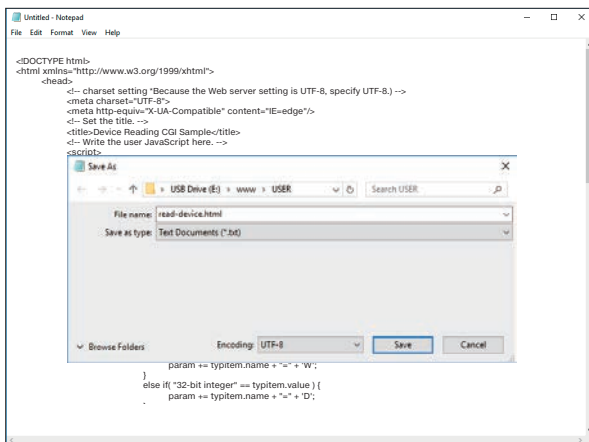 Untitled - Notepad
File Edit Format View Help
<!DOCTYPE html>
<html xmlns="http://www.w3.org/1999/xhtml">
<head>
<!-- charset setting *Because the Web server setting is UTF-8, specify UTF-8.) -->
<meta charset="UTF-8">
<meta http-equiv="X-UA-Compatible" content="IE=edge"/>
<!-- Set the title. -->
<title>Device Reading CGI Sample</title>
<!-- Write the user JavaScript here. -->
<script>
Save As
USB Drive (E:) > www > USER
Search USER
File name: read-device.html
Save as type: Text Documents (*.txt)
Browse Folders
Encoding: UTF-8
Save
Cancel
param += typitem.name + "=" + 'W';
}
else if( "32-bit integer" == typitem.value ) {
param += typitem.name + "=" + 'D';